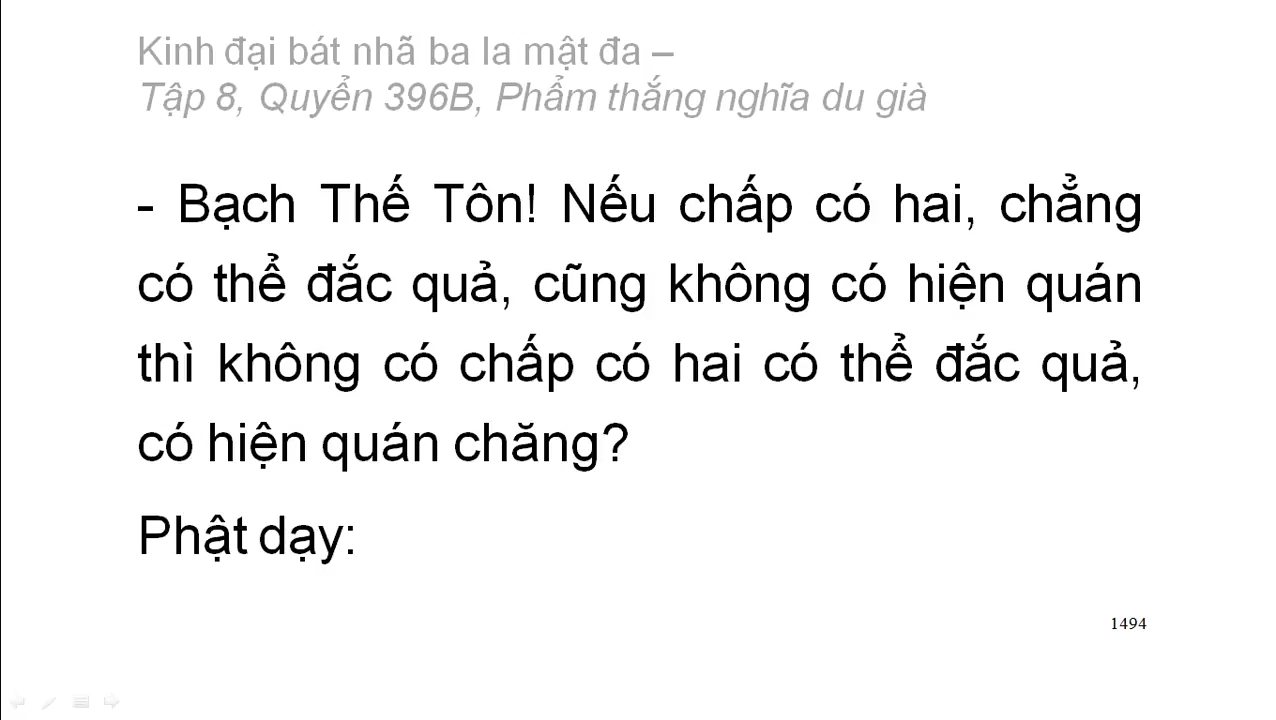 Kinh đại bát nhã ba la mật đa –
Tập 8, Quyển 396B, Phẩm thắng nghĩa du già
- Bạch Thế Tôn! Nếu chấp có hai, chẳng
có thể đắc quả, cũng không có hiện quán
thì không có chấp có hai có thể đắc quả,
có hiện quán chăng?
Phật dạy:
1494